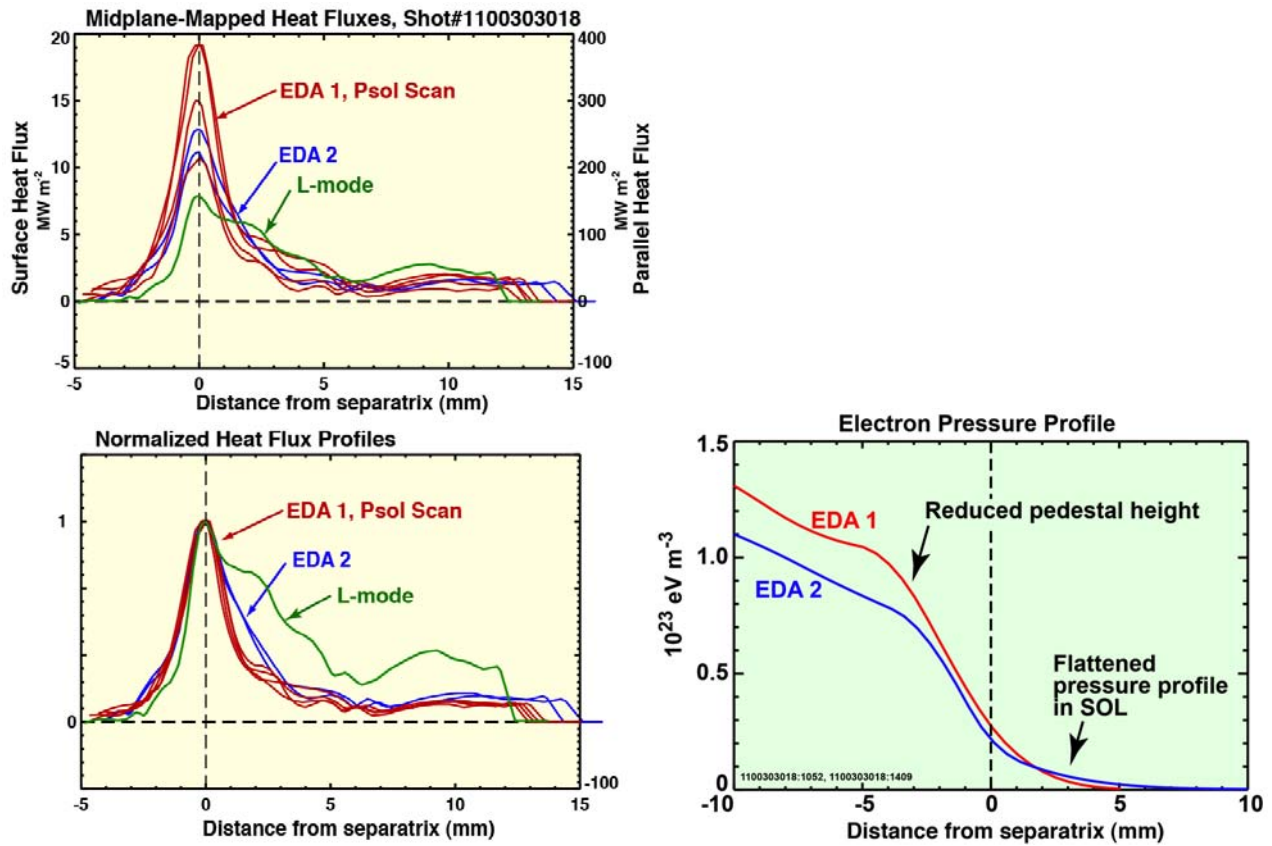 Midplane-Mapped Heat Fluxes, Shot#1100303018
20
15
10
5
0
-5
Surface Heat Flux
MW m-2
400
300
200
100
0
-100
Parallel Heat Flux
MW m-2
EDA 1, Psol Scan
EDA 2
L-mode
-5
0
5
10
15
Distance from separatrix (mm)
Normalized Heat Flux Profiles
1
0
-100
EDA 1, Psol Scan
EDA 2
L-mode
-5
0
5
10
15
Distance from separatrix (mm)
Electron Pressure Profile
1.5
1.0
0.5
0
10²³ eV m-3
EDA 1
EDA 2
Reduced pedestal height
Flattened
pressure profile
in SOL
1100303018:1052, 1100303018:1409
-10
-5
0
5
10
Distance from separatrix (mm)